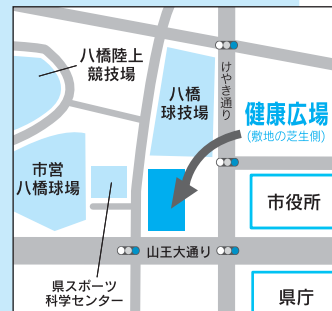 八橋陸上
競技場
八橋
球技場
けやき通り
健康広場
(敷地の芝生側)
市営
八橋球場
市役所
山王大通り
県スポーツ
科学センター
県庁